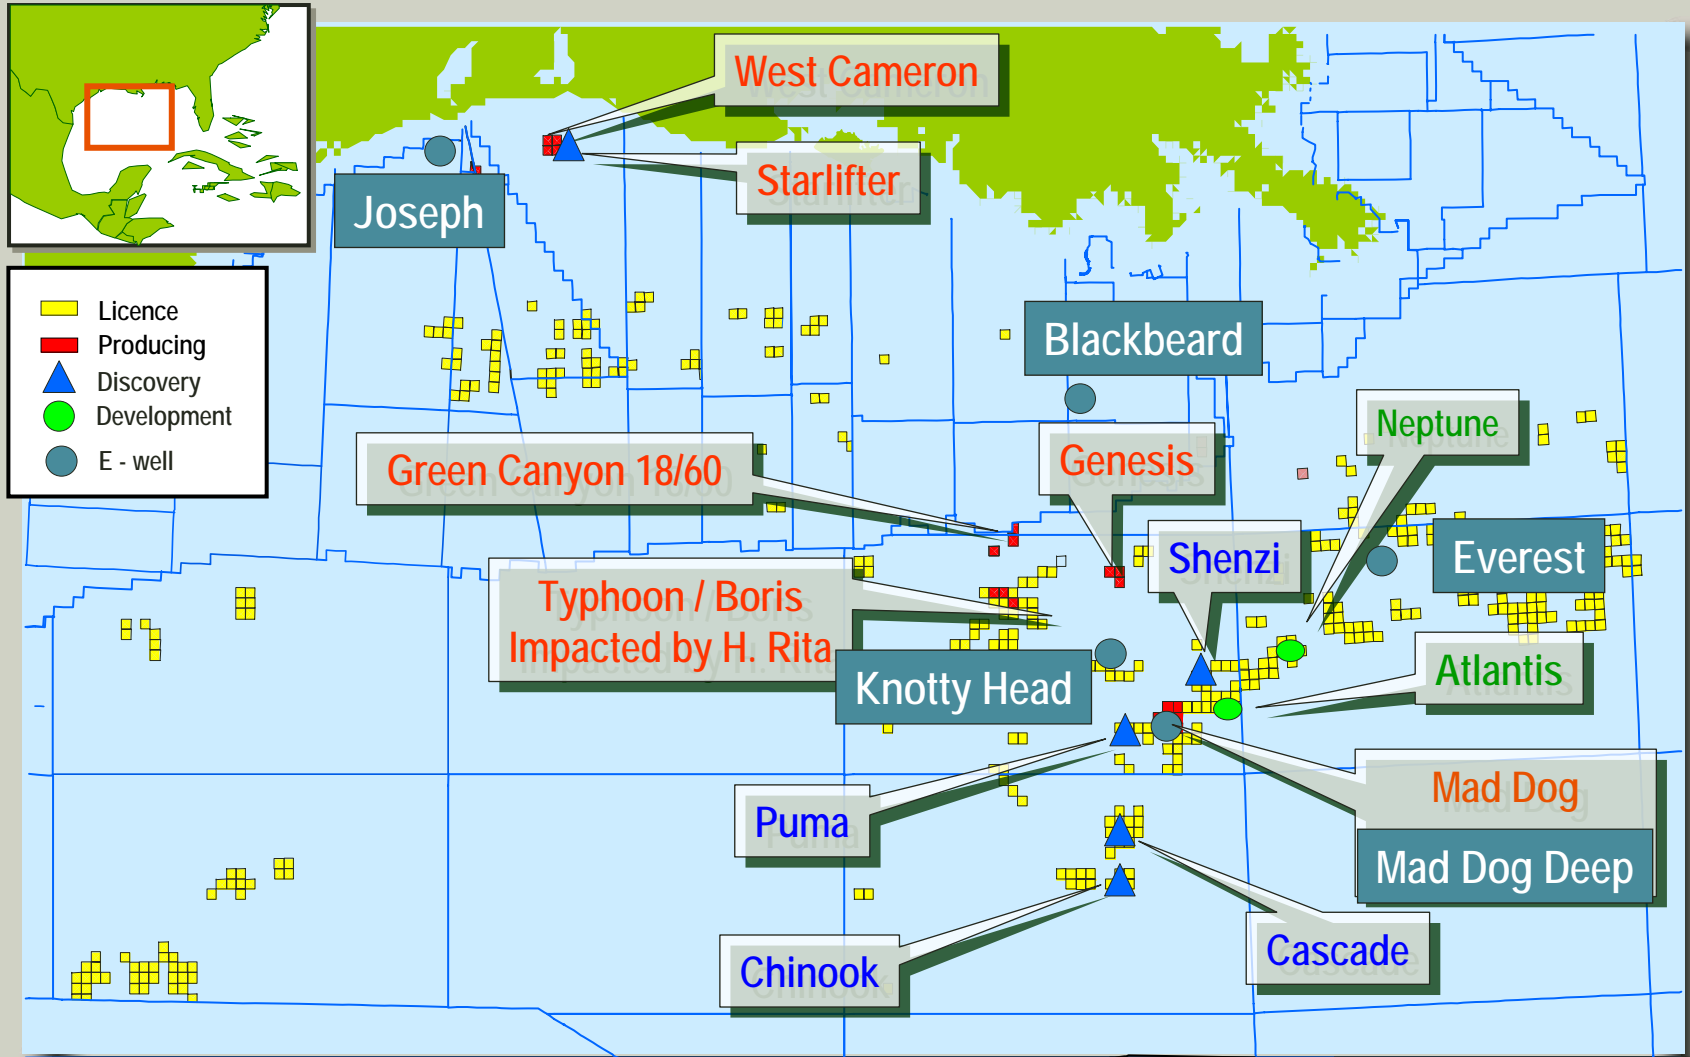 West Cameron
Starlifter
Joseph
Licence
Producing
Discovery
Development
E - well
Blackbeard
Neptune
Green Canyon 18/60
Genesis
Shenzi
Everest
Typhoon / Boris
Impacted by H. Rita
Knotty Head
Atlantis
Mad Dog
Puma
Mad Dog Deep
Chinook
Cascade